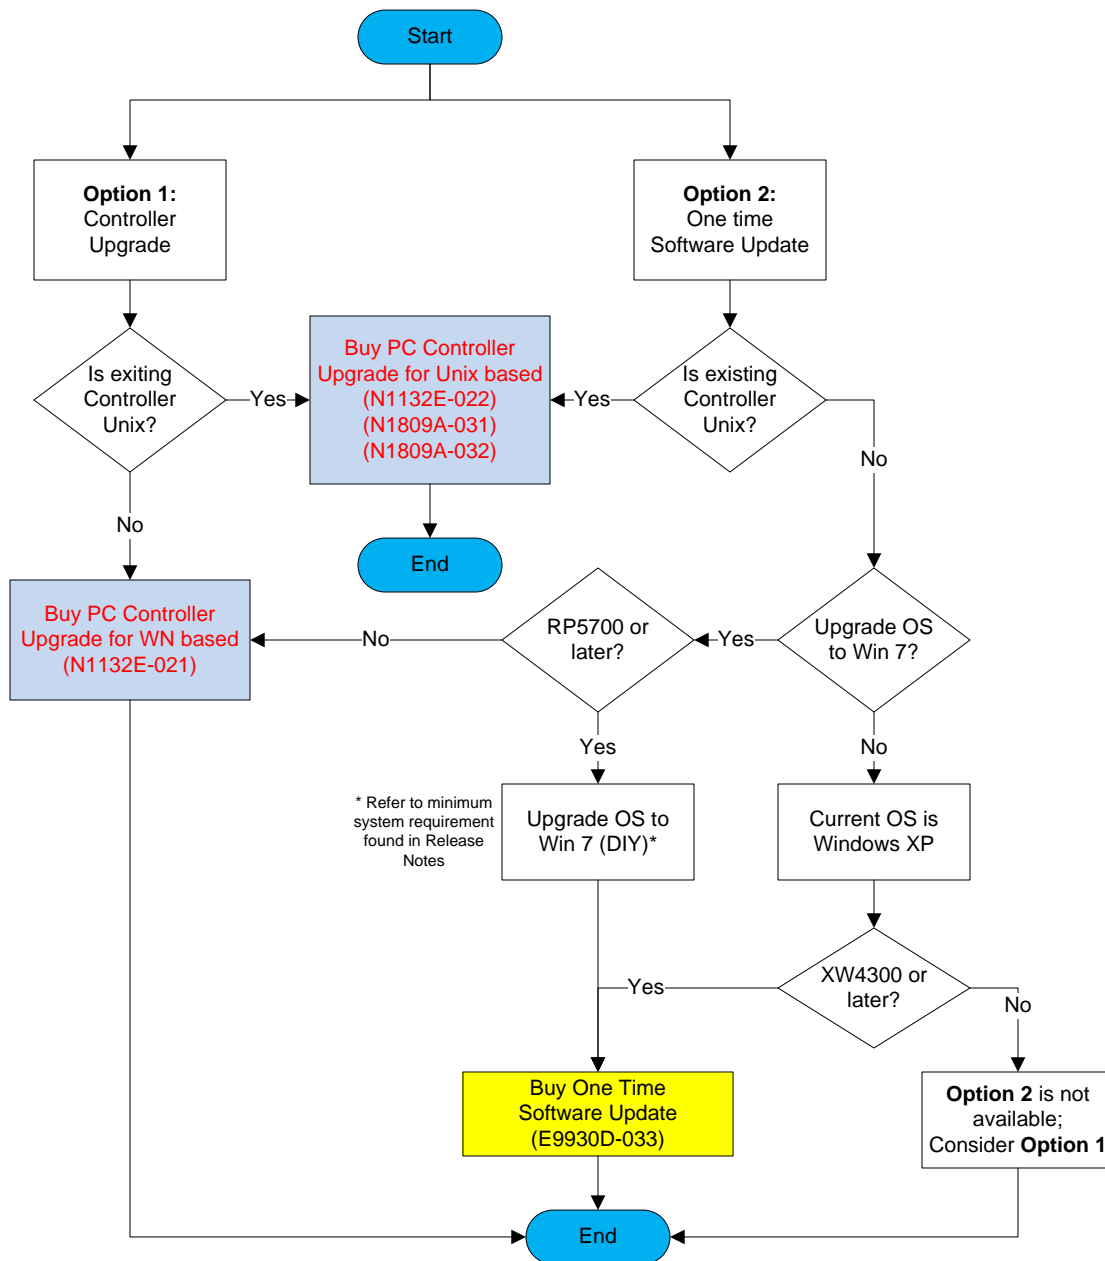 Start
Option 1:
Controller
Upgrade
Option 2:
One time
Software Update
Is exiting
Controller
Unix?
Yes
Buy PC Controller
Upgrade for Unix based
(N1132E-022)
(N1809A-031)
(N1809A-032)
Yes
Is existing
Controller
Unix?
No
No
End
Buy PC Controller
Upgrade for WN based
(N1132E-021)
No
RP5700 or
later?
Yes
Upgrade OS
to Win 7?
Yes
No
* Refer to minimum
system requirement
found in Release
Notes
Upgrade OS to
Win 7 (DIY)*
Current OS is
Windows XP
Yes
XW4300 or
later?
No
Buy One Time
Software Update
(E9930D-033)
Option 2 is not
available;
Consider Option 1
End